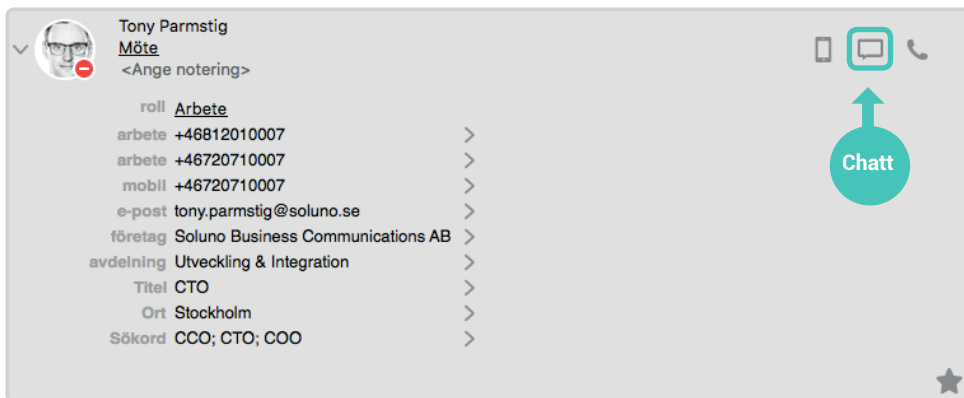 Tony Parmstig
Möte
<Ange notering>
roll Arbete
arbete +46812010007
arbete +46720710007
mobil +46720710007
e-post tony.parmstig@soluno.se
företag Soluno Business Communications AB
avdelning Utveckling & Integration
Titel CTO
Ort Stockholm
Sökord CCO; CTO; COO
Chatt